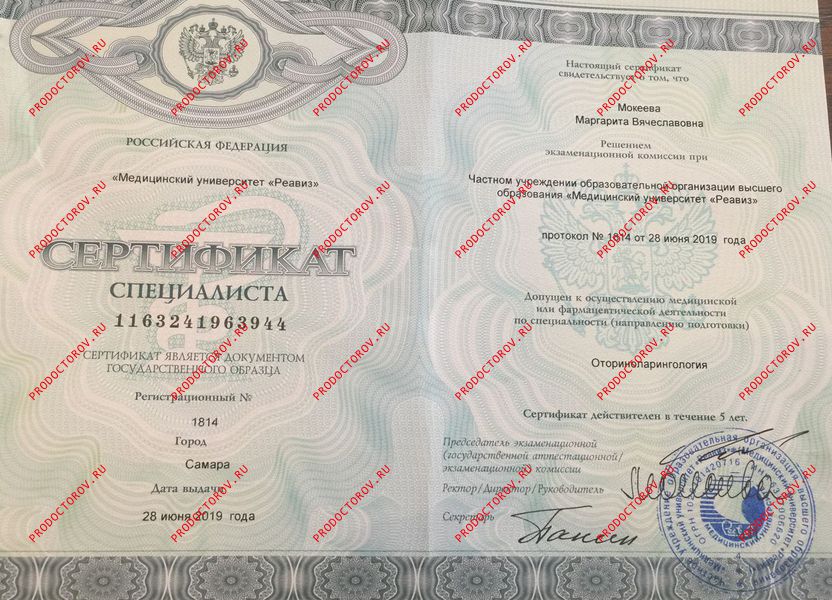 РОССИЙСКАЯ ФЕДЕРАЦИЯ
«Медицинский университет «Реавиз»
СЕРТИФИКАТ
СПЕЦИАЛИСТА
1163241963944
СЕРТИФИКАТ ЯВЛЯЕТСЯ ДОКУМЕНТОМ
ГОСУДАРСТВЕННОГО ОБРАЗЦА
Регистрационный №
1814
Город
Самара
Дата выдачи
28 июня 2019 года
Настоящий сертификат
свидетельствует о том, что
Мокеева
Маргарита Вячеславовна
Решением
экзаменационной комиссии при
Частном учреждении образовательной организации высшего
образования «Медицинский университет «Реавиз»
протокол № 1814 от 28 июня 2019 года
Допущен к осуществлению медицинской
или фармацевтической деятельности
по специальности (направлению подготовки)
Оториноларингология
Сертификат действителен в течение 5 лет.
Председатель экзаменационной
(государственной аттестационной)/
экзаменационной) комиссии
Ректор/Директор/Руководитель
Секретарь
PRODOCTOROV.RU